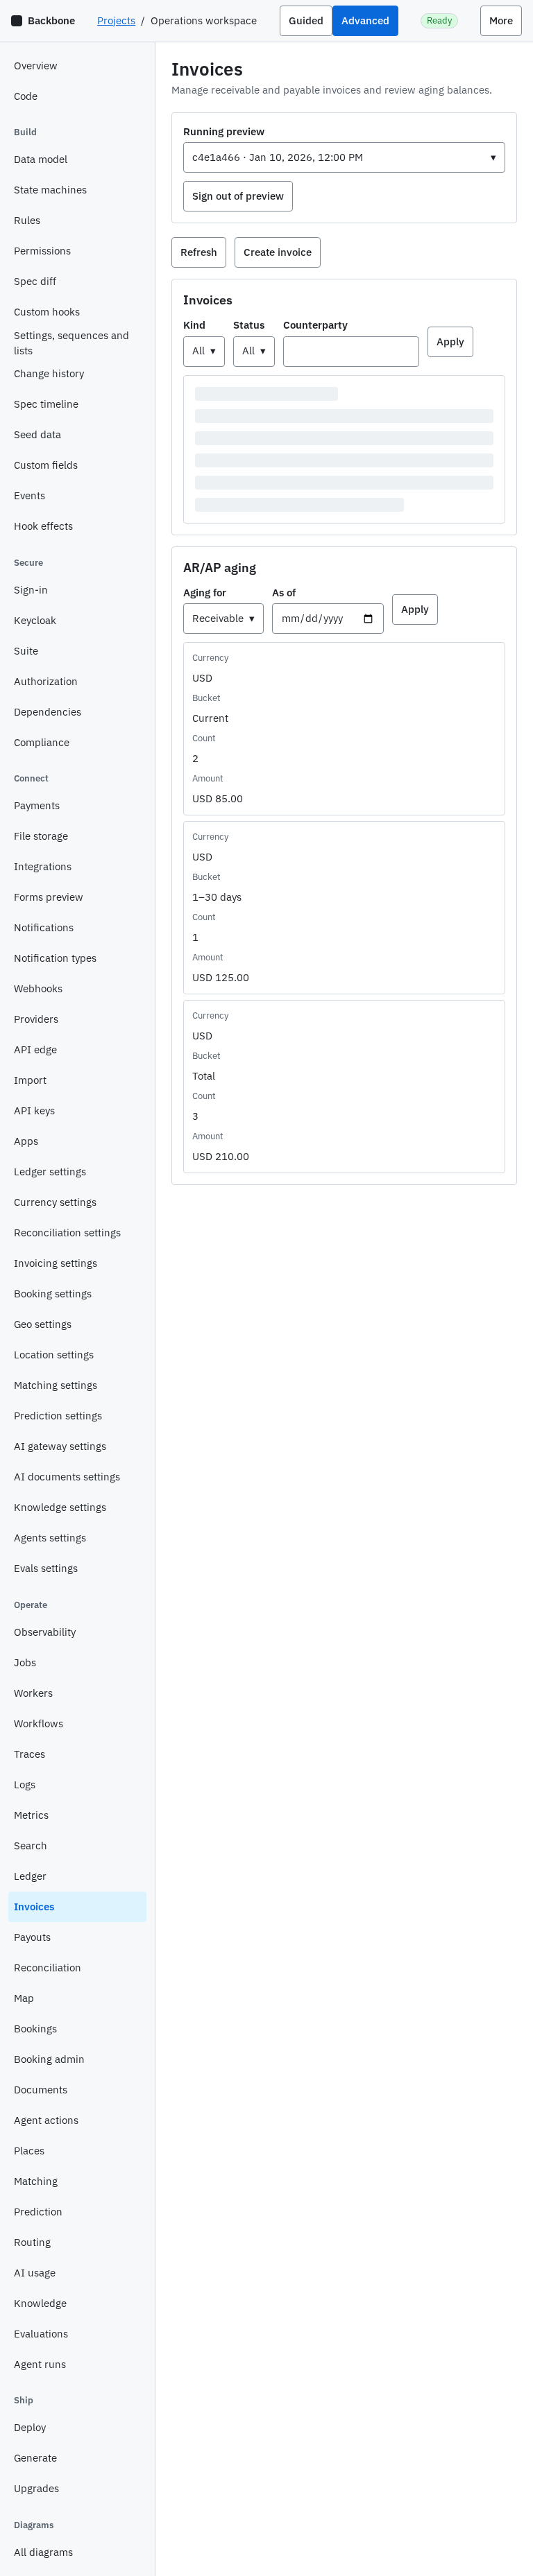 Backbone
Projects / Operations workspace
Guided
Advanced
Ready
More
Overview
Code
Build
Data model
State machines
Rules
Permissions
Spec diff
Custom hooks
Settings, sequences and
lists
Change history
Spec timeline
Seed data
Custom fields
Events
Hook effects
Secure
Sign-in
Keycloak
Suite
Authorization
Dependencies
Compliance
Connect
Payments
File storage
Integrations
Forms preview
Notifications
Notification types
Webhooks
Providers
API edge
Import
API keys
Apps
Ledger settings
Currency settings
Reconciliation settings
Invoicing settings
Booking settings
Geo settings
Location settings
Matching settings
Prediction settings
AI gateway settings
AI documents settings
Knowledge settings
Agents settings
Evals settings
Operate
Observability
Jobs
Workers
Workflows
Traces
Logs
Metrics
Search
Ledger
Invoices
Payouts
Reconciliation
Map
Bookings
Booking admin
Documents
Agent actions
Places
Matching
Prediction
Routing
AI usage
Knowledge
Evaluations
Agent runs
Ship
Deploy
Generate
Upgrades
Diagrams
All diagrams
Invoices
Manage receivable and payable invoices and review aging balances.
Running preview
c4e1a466 · Jan 10, 2026, 12:00 PM
Sign out of preview
Refresh
Create invoice
Invoices
Kind
Status
Counterparty
All
All
Apply
AR/AP aging
Aging for
As of
Receivable
mm/dd/yyyy
Apply
Currency
USD
Bucket
Current
Count
2
Amount
USD 85.00
Currency
USD
Bucket
1–30 days
Count
1
Amount
USD 125.00
Currency
USD
Bucket
Total
Count
3
Amount
USD 210.00